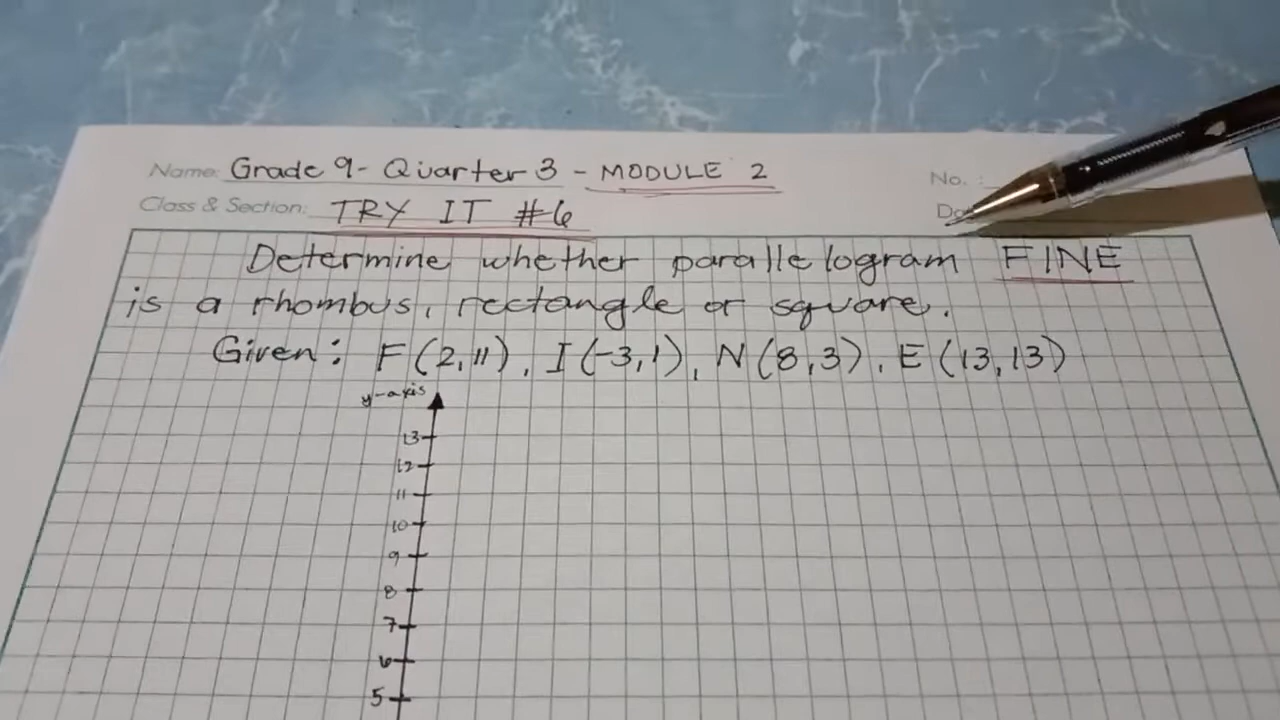 Name: Grade 9 - Quarter 3 - MODULE 2
No. :
Class & Section: TRY IT #6
Determine whether parallelogram FINE
is a rhombus, rectangle or square.
Given: F(2,11), I(-3,1), N(8,3), E(13,13)
y-axis
13
12
11
10
9
8
7
6
5